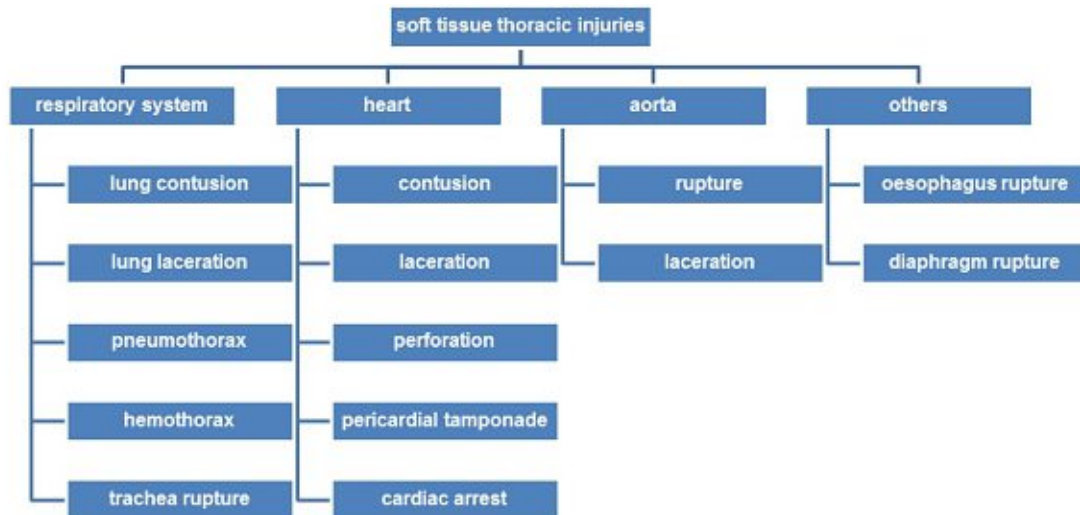 soft tissue thoracic injuries
respiratory system
heart
aorta
others
lung contusion
contusion
rupture
oesophagus rupture
lung laceration
laceration
laceration
diaphragm rupture
pneumothorax
perforation
hemothorax
pericardial tamponade
trachea rupture
cardiac arrest